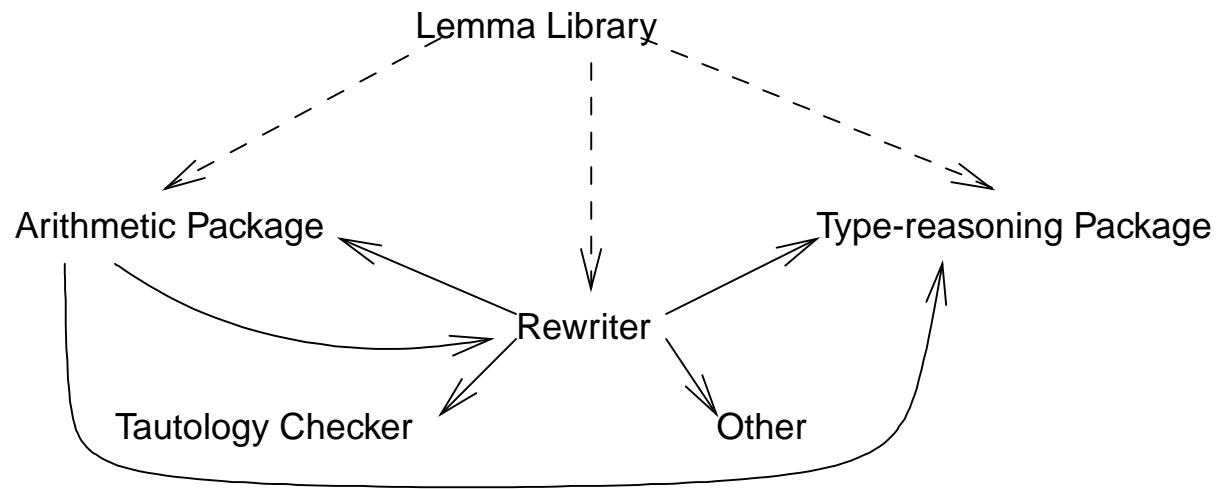 Lemma Library
Arithmetic Package
Type-reasoning Package
Rewriter
Tautology Checker
Other